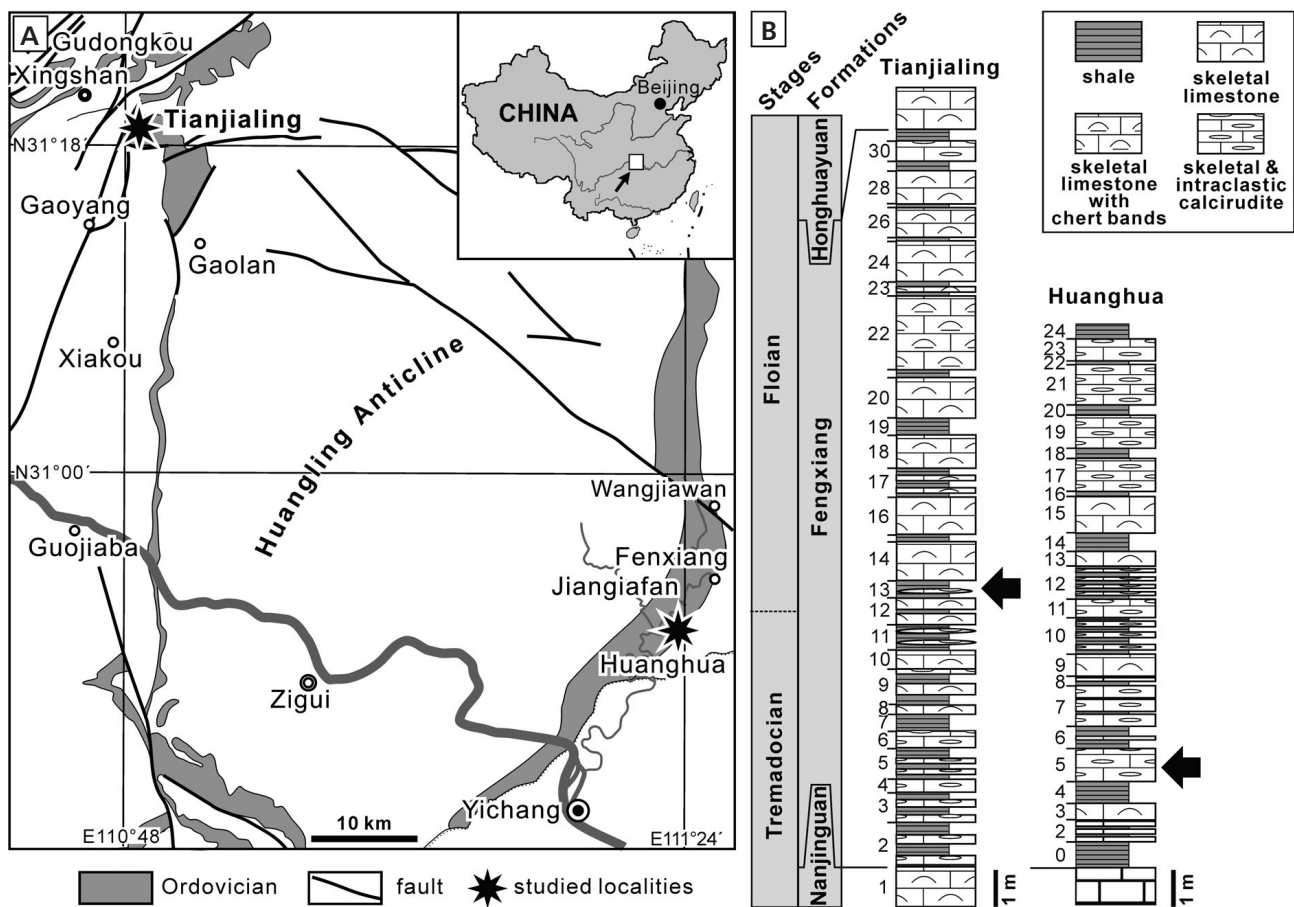 A
Gudongkou
Xingshan
Tianjialing
N31°18´
Gaoyang
Gaolan
Xiakou
CHINA
Beijing
Huangling Anticline
N31°00´
Wangjiawan
Guojiaba
Fenxiang
Jiangiafan
Huanghua
Zigui
Yichang
E110°48´
10 km
E111°24´
Ordovician
fault
studied localities
B
Stages
Formations
Tianjialing
Floian
Tremadocian
Honghuayuan
Fengxiang
Nanjinguan
30
28
26
24
23
22
20
19
18
17
16
14
13
12
11
10
9
8
7
6
5
4
3
2
1
1 m
shale
skeletal
limestone
skeletal
limestone
with
chert bands
skeletal &
intraclastic
calcirudite
Huanghua
24
23
22
21
20
19
18
17
16
15
14
13
12
11
10
9
8
7
6
5
4
3
2
0
1 m